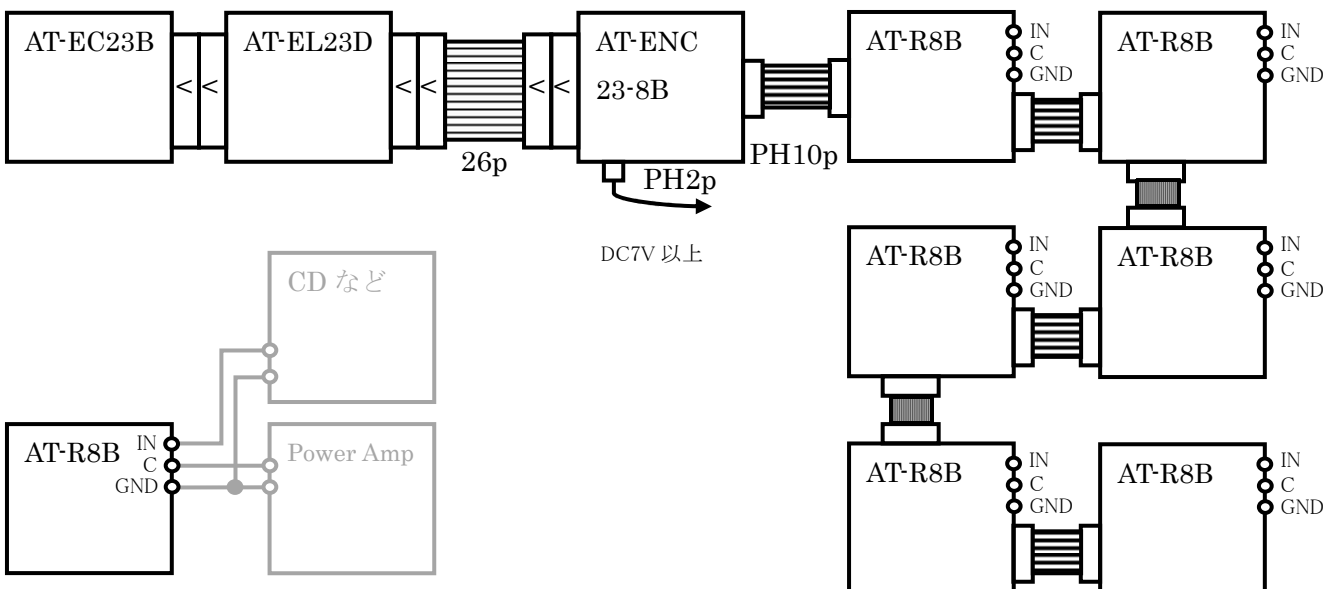 AT-EC23B
AT-EL23D
AT-ENC
23-8B
AT-R8B
IN
C
GND
AT-R8B
IN
C
GND
<
<
<
<
<
<
26p
PH10p
PH2p
DC7V 以上
AT-R8B
IN
C
GND
AT-R8B
IN
C
GND
CD など
AT-R8B
IN
C
GND
Power Amp
AT-R8B
IN
C
GND
AT-R8B
IN
C
GND